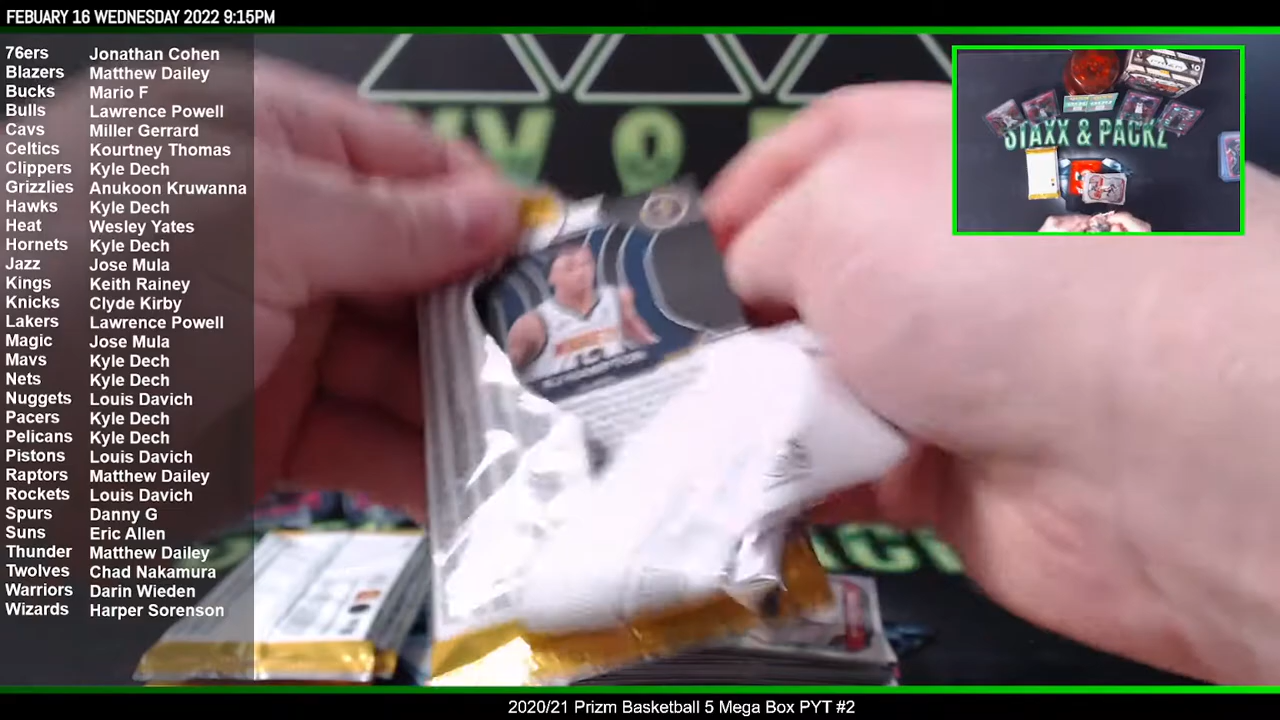 FEBUARY 16 WEDNESDAY 2022 9:15PM
76ers Jonathan Cohen
Blazers Matthew Dailey
Bucks Mario F
Bulls Lawrence Powell
Cavs Miller Gerrard
Celtics Kourtney Thomas
Clippers Kyle Dech
Grizzlies Anukoon Kruwanna
Hawks Kyle Dech
Heat Wesley Yates
Hornets Kyle Dech
Jazz Jose Mula
Kings Keith Rainey
Knicks Clyde Kirby
Lakers Lawrence Powell
Magic Jose Mula
Mavs Kyle Dech
Nets Kyle Dech
Nuggets Louis Davich
Pacers Kyle Dech
Pelicans Kyle Dech
Pistons Louis Davich
Raptors Matthew Dailey
Rockets Louis Davich
Spurs Danny G
Suns Eric Allen
Thunder Matthew Dailey
Twolves Chad Nakamura
Warriors Darin Wieden
Wizards Harper Sorenson
STAXX & PACKZ
2020/21 Prizm Basketball 5 Mega Box PYT #2